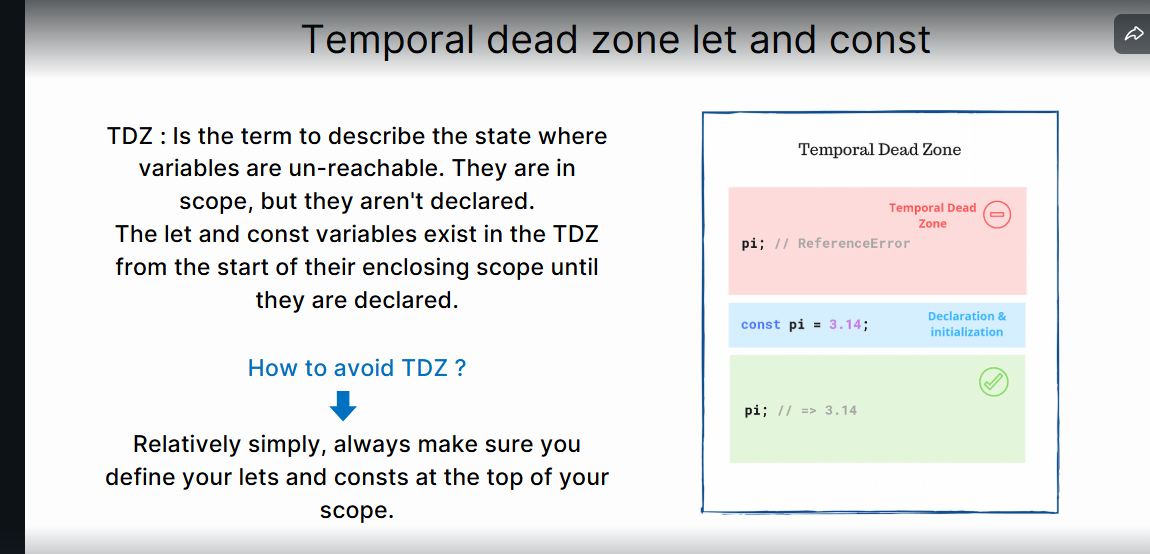 Temporal dead zone let and const
TDZ : Is the term to describe the state where
variables are un-reachable. They are in
scope, but they aren't declared.
The let and const variables exist in the TDZ
from the start of their enclosing scope until
they are declared.
How to avoid TDZ ?
Relatively simply, always make sure you
define your lets and consts at the top of your
scope.
Temporal Dead Zone
Temporal Dead
Zone
pi; // ReferenceError
const pi = 3.14;
Declaration &
initialization
pi; // => 3.14